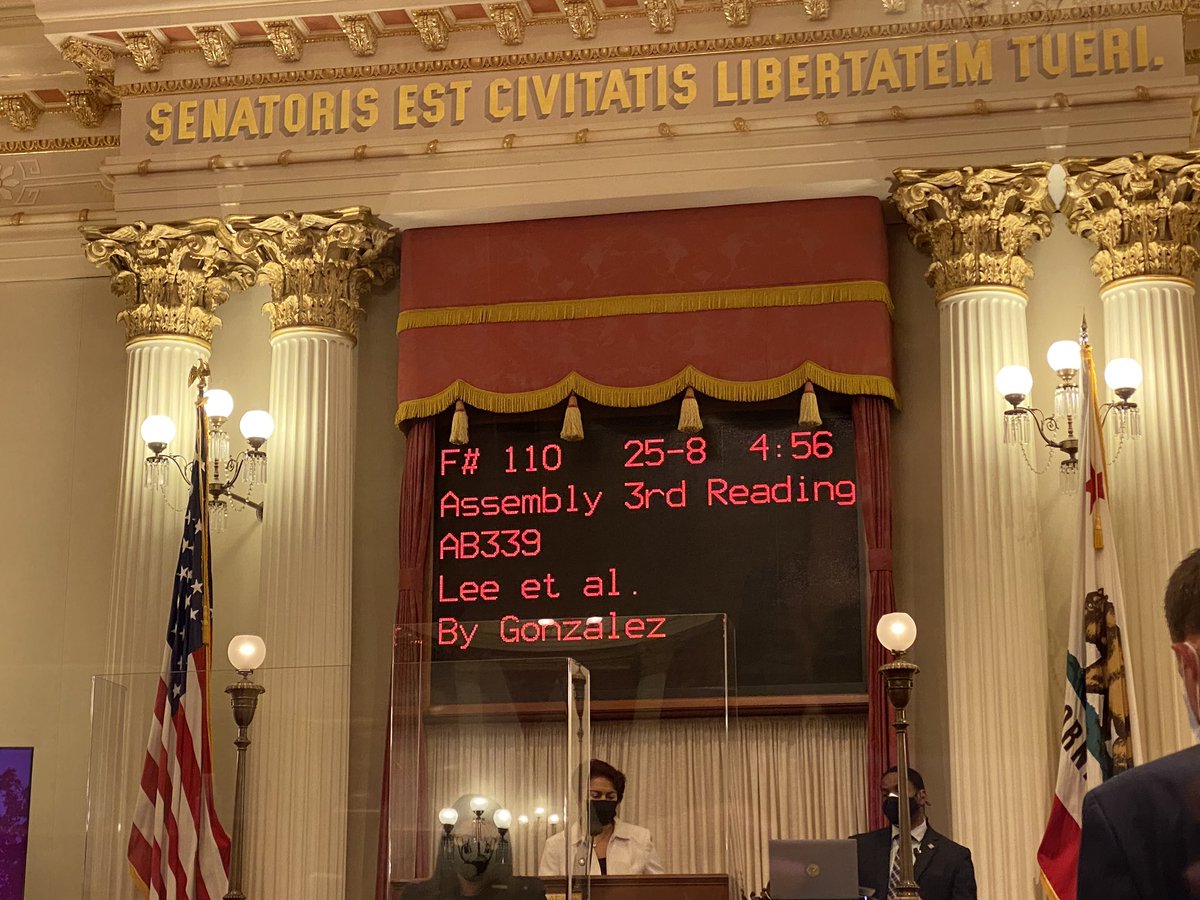 SENATORIS EST CIVITATIS LIBERTATEM TUERI.
F# 110 25-8 4:56
Assembly 3rd Reading
AB339
Lee et al.
By Gonzalez